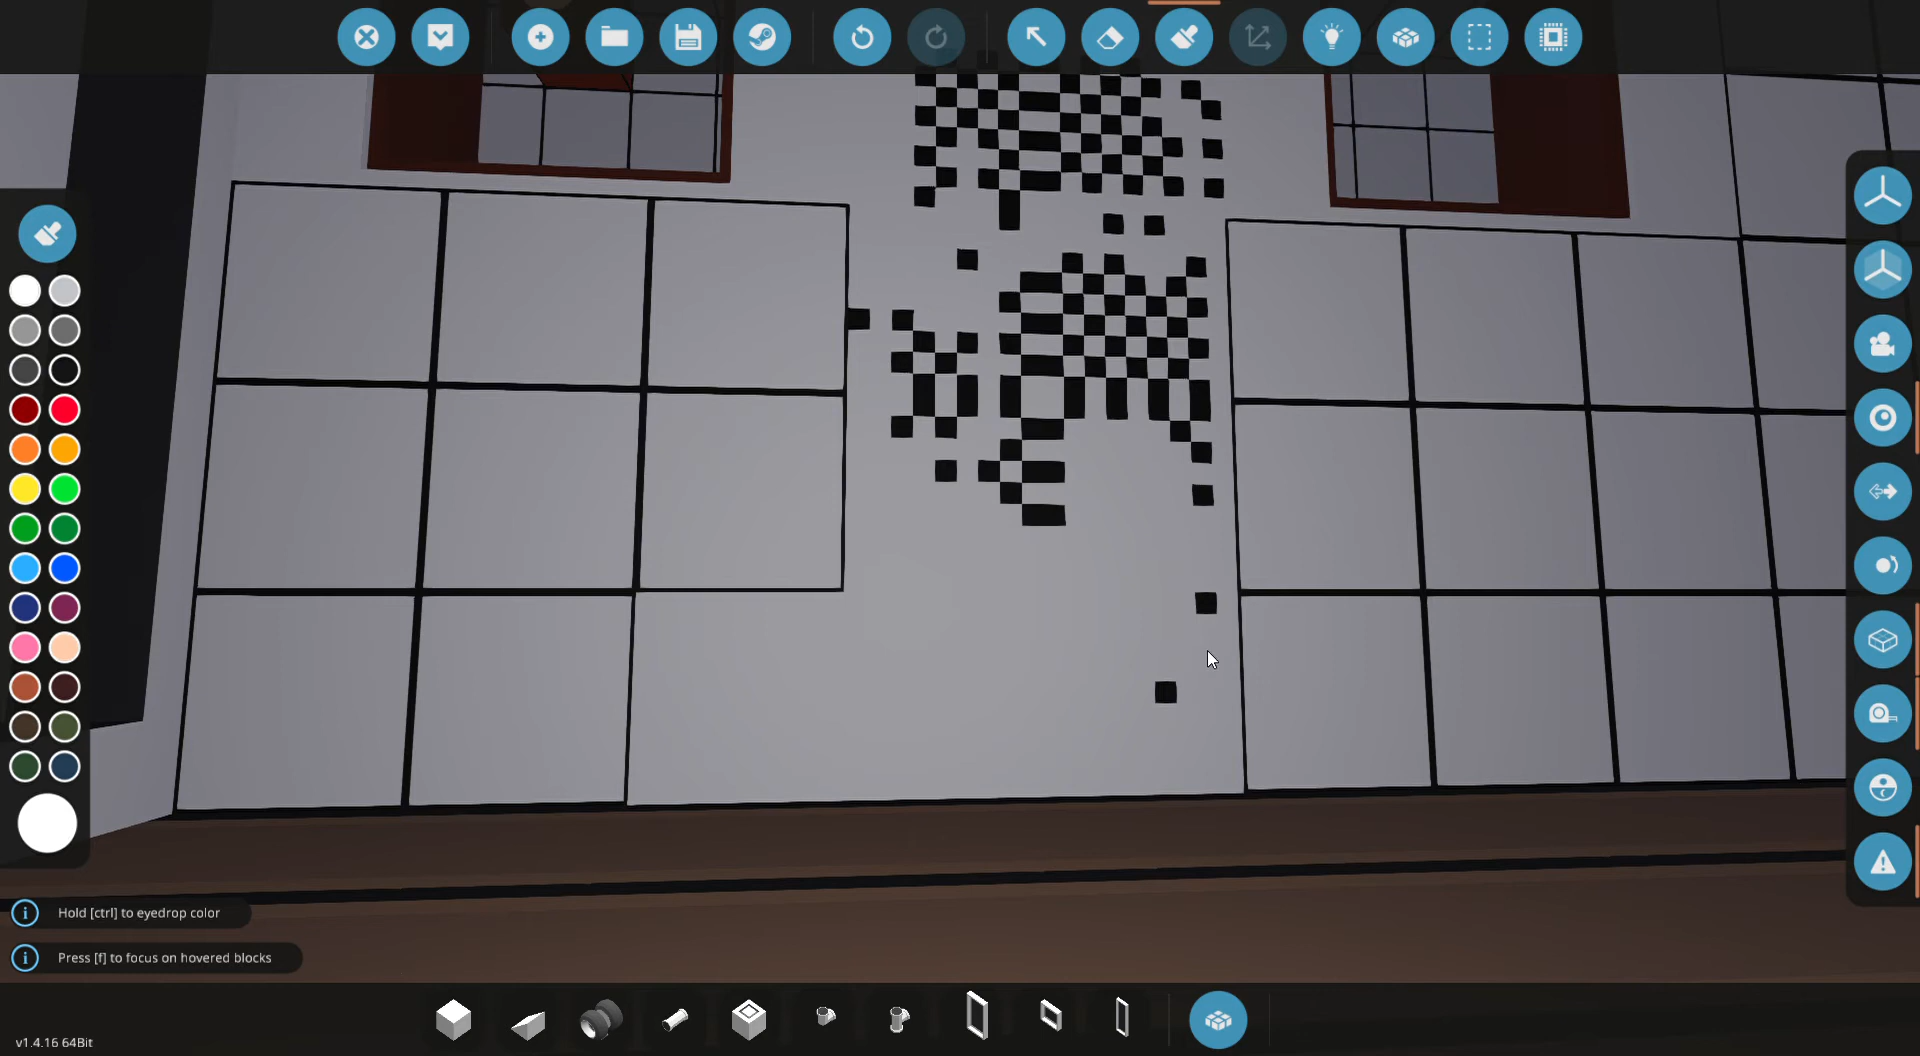 Hold [ctrl] to eyedrop color
Press [f] to focus on hovered blocks
v1.4.16 64Bit